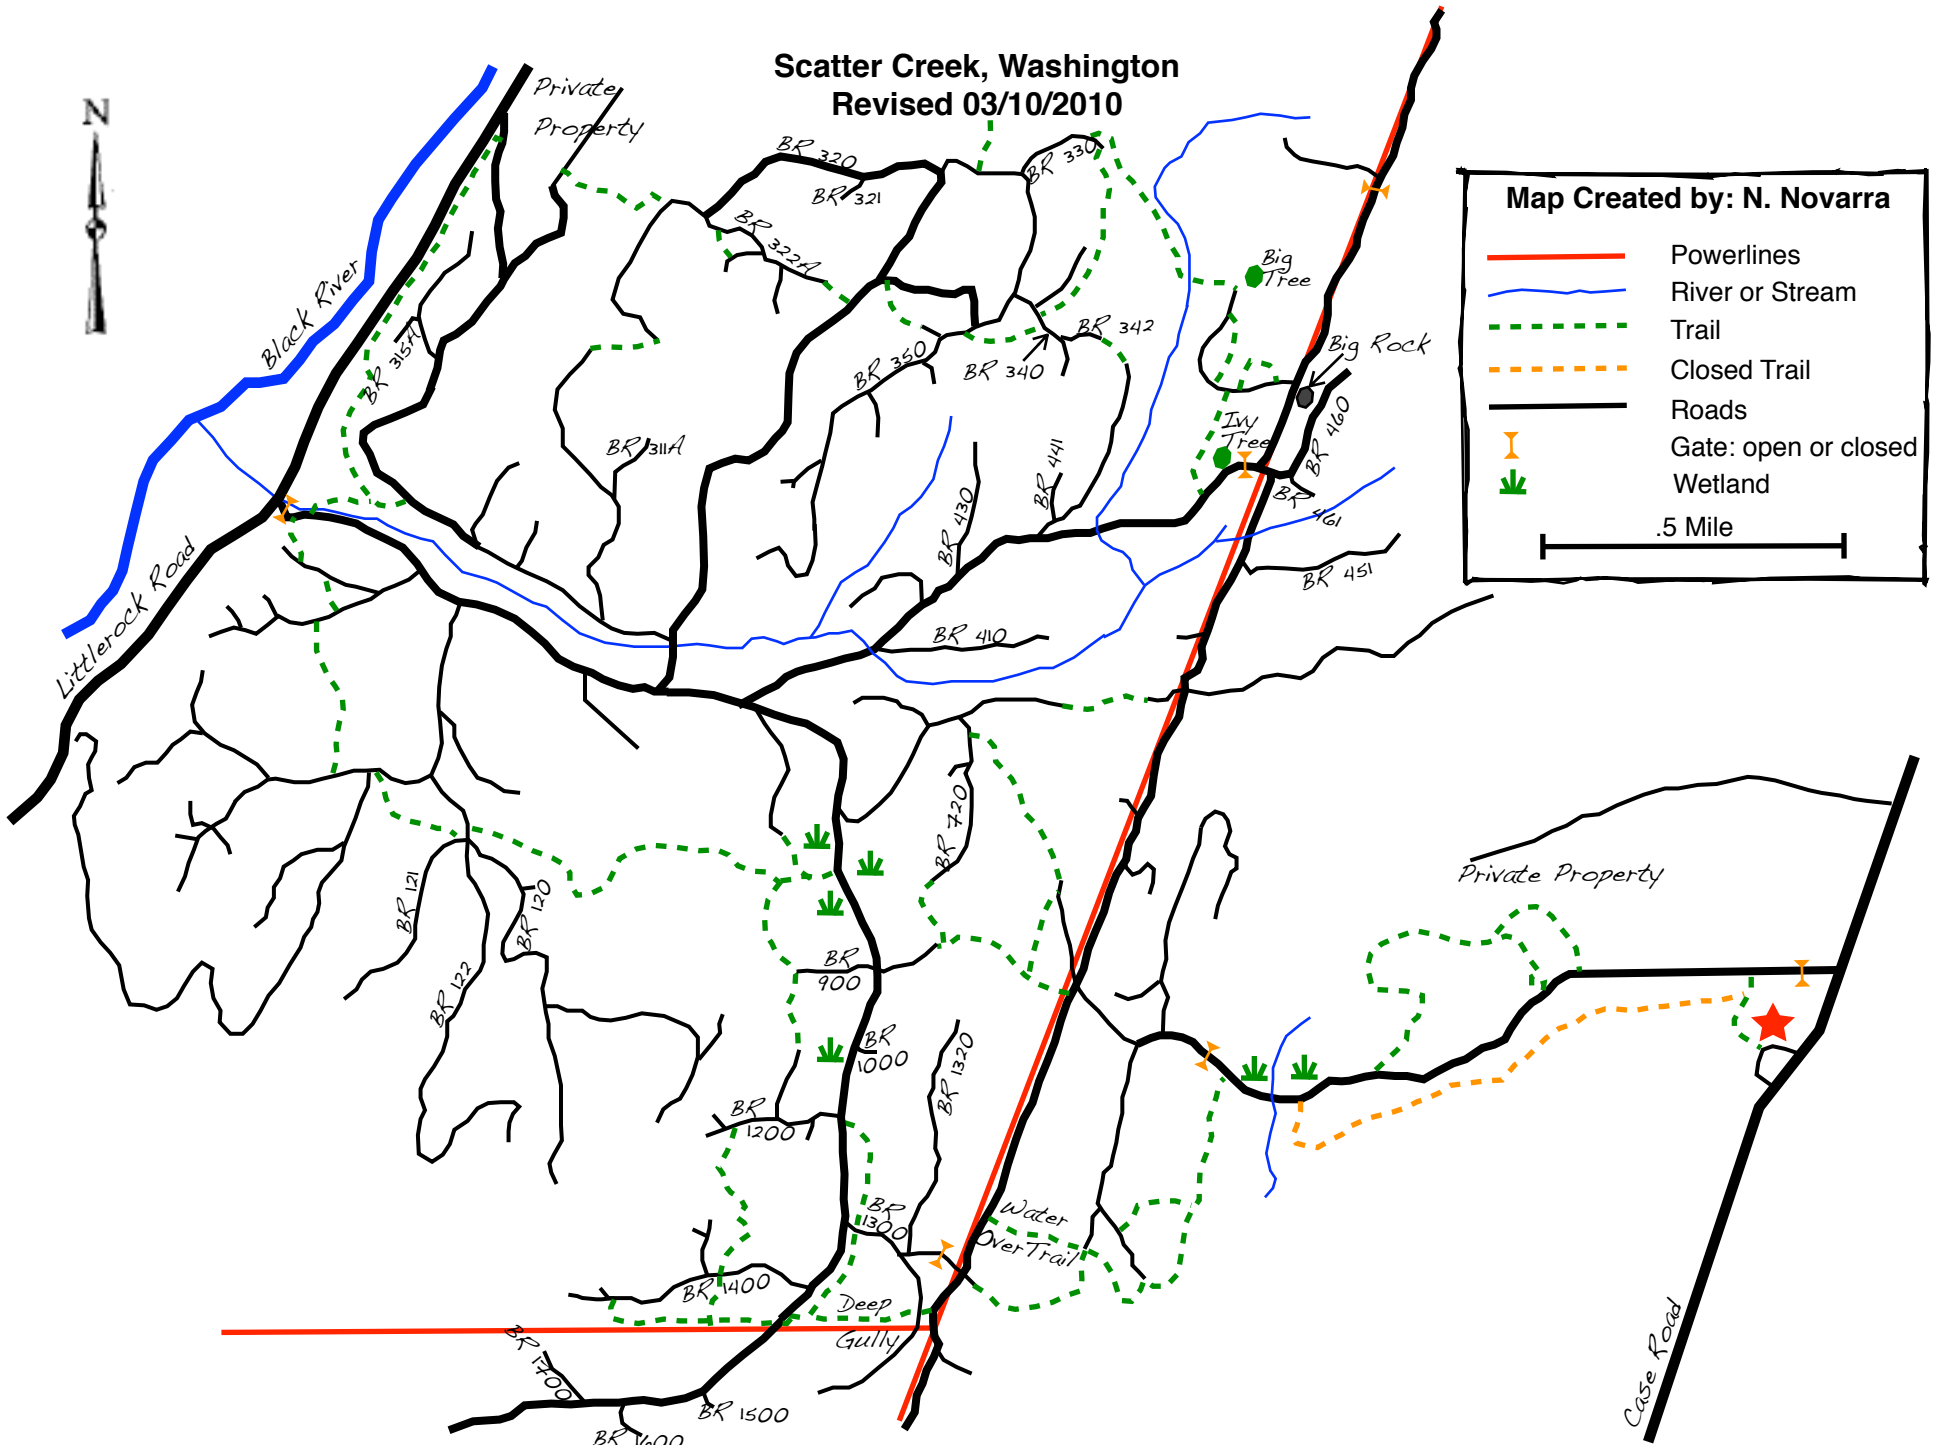 Scatter Creek, Washington
Revised 03/10/2010
N
Private
Property
BR 320
BR 321
BR 330
BR 322A
Black River
BR 315A
Big
Tree
Big Rock
BR 342
BR 340
BR 350
BR 460
Ivy
Tree
BR 461
BR 311A
BR 441
BR 430
BR 451
BR 410
Littlerock Road
Map Created by: N. Novarra
Powerlines
River or Stream
Trail
Closed Trail
Roads
Gate: open or closed
Wetland
.5 Mile
BR 720
BR 121
BR 120
BR 122
BR
900
BR
1000
BR 1320
BR
1200
BR
1300
Water
Over Trail
BR 1400
Deep
Gully
BR 1700
BR 1500
BR 1600
Private Property
Case Road